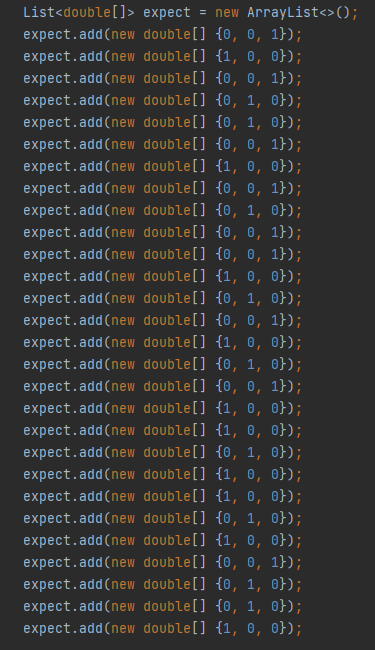 List<double[]> expect = new ArrayList<>();
expect.add(new double[] {0, 0, 1});
expect.add(new double[] {1, 0, 0});
expect.add(new double[] {0, 0, 1});
expect.add(new double[] {0, 1, 0});
expect.add(new double[] {0, 1, 0});
expect.add(new double[] {0, 0, 1});
expect.add(new double[] {1, 0, 0});
expect.add(new double[] {0, 0, 1});
expect.add(new double[] {0, 1, 0});
expect.add(new double[] {0, 0, 1});
expect.add(new double[] {0, 0, 1});
expect.add(new double[] {1, 0, 0});
expect.add(new double[] {0, 1, 0});
expect.add(new double[] {0, 0, 1});
expect.add(new double[] {1, 0, 0});
expect.add(new double[] {0, 1, 0});
expect.add(new double[] {0, 0, 1});
expect.add(new double[] {1, 0, 0});
expect.add(new double[] {1, 0, 0});
expect.add(new double[] {0, 1, 0});
expect.add(new double[] {1, 0, 0});
expect.add(new double[] {1, 0, 0});
expect.add(new double[] {0, 1, 0});
expect.add(new double[] {1, 0, 0});
expect.add(new double[] {0, 0, 1});
expect.add(new double[] {0, 1, 0});
expect.add(new double[] {0, 1, 0});
expect.add(new double[] {1, 0, 0});